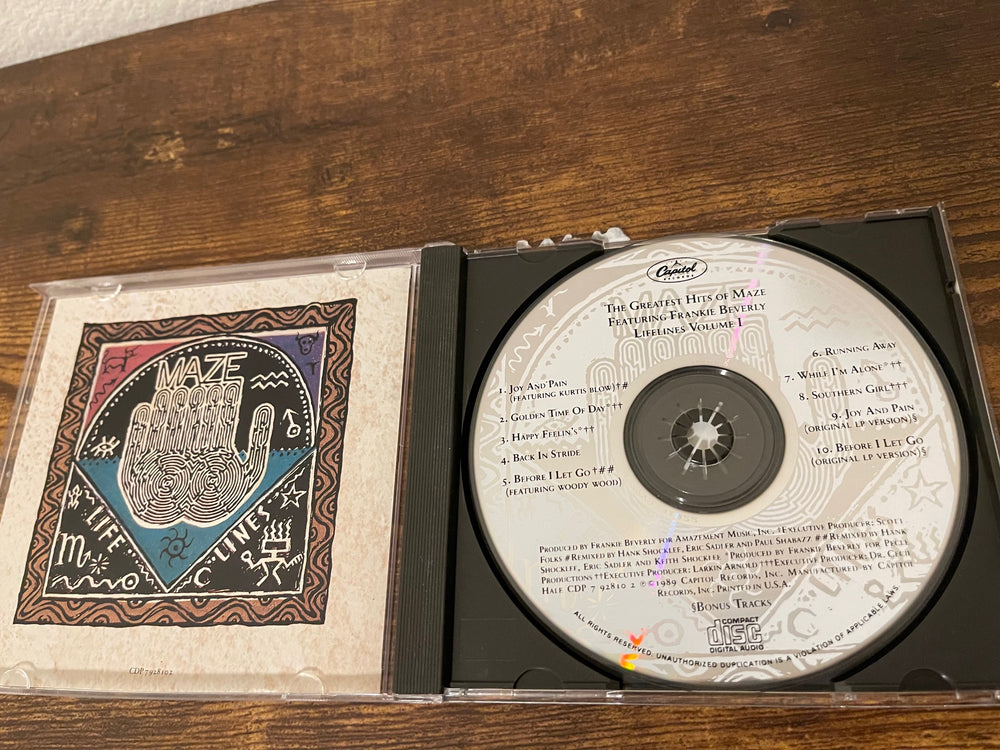 MAZE
LIFE
LINES
CDP 7 92810 2
Capitol
RECORDS
THE GREATEST HITS OF MAZE
FEATURING FRANKIE BEVERLY
LIFELINES VOLUME I
1. JOY AND PAIN
(FEATURING KURTIS BLOW)†#
2. GOLDEN TIME OF DAY*††
3. HAPPY FEELIN'S*††
4. BACK IN STRIDE
5. BEFORE I LET GO †##
(FEATURING WOODY WOOD)
6. RUNNING AWAY
7. WHILE I'M ALONE*††
8. SOUTHERN GIRL†††
9. JOY AND PAIN
(ORIGINAL LP VERSION)§
10. BEFORE I LET GO
(ORIGINAL LP VERSION)§
PRODUCED BY FRANKIE BEVERLY FOR AMAZEMENT MUSIC, INC. †EXECUTIVE PRODUCER: SCOTT
FOLKS #REMIXED BY HANK SHOCKLEE, ERIC SADLER AND PAUL SHABAZZ ##REMIXED BY HANK
SHOCKLEE, ERIC SADLER AND KEITH SHOCKLEE * PRODUCED BY FRANKIE BEVERLY FOR PECLE
PRODUCTIONS ††EXECUTIVE PRODUCER: LARKIN ARNOLD †††EXECUTIVE PRODUCER: DR. CECIL
HALE CDP 7 92810 2 ℗©1989 CAPITOL RECORDS, INC. MANUFACTURED BY CAPITOL
RECORDS, INC. PRINTED IN U.S.A.
§BONUS TRACKS
COMPACT
disc
DIGITAL AUDIO
ALL RIGHTS RESERVED. UNAUTHORIZED DUPLICATION IS A VIOLATION OF APPLICABLE LAWS